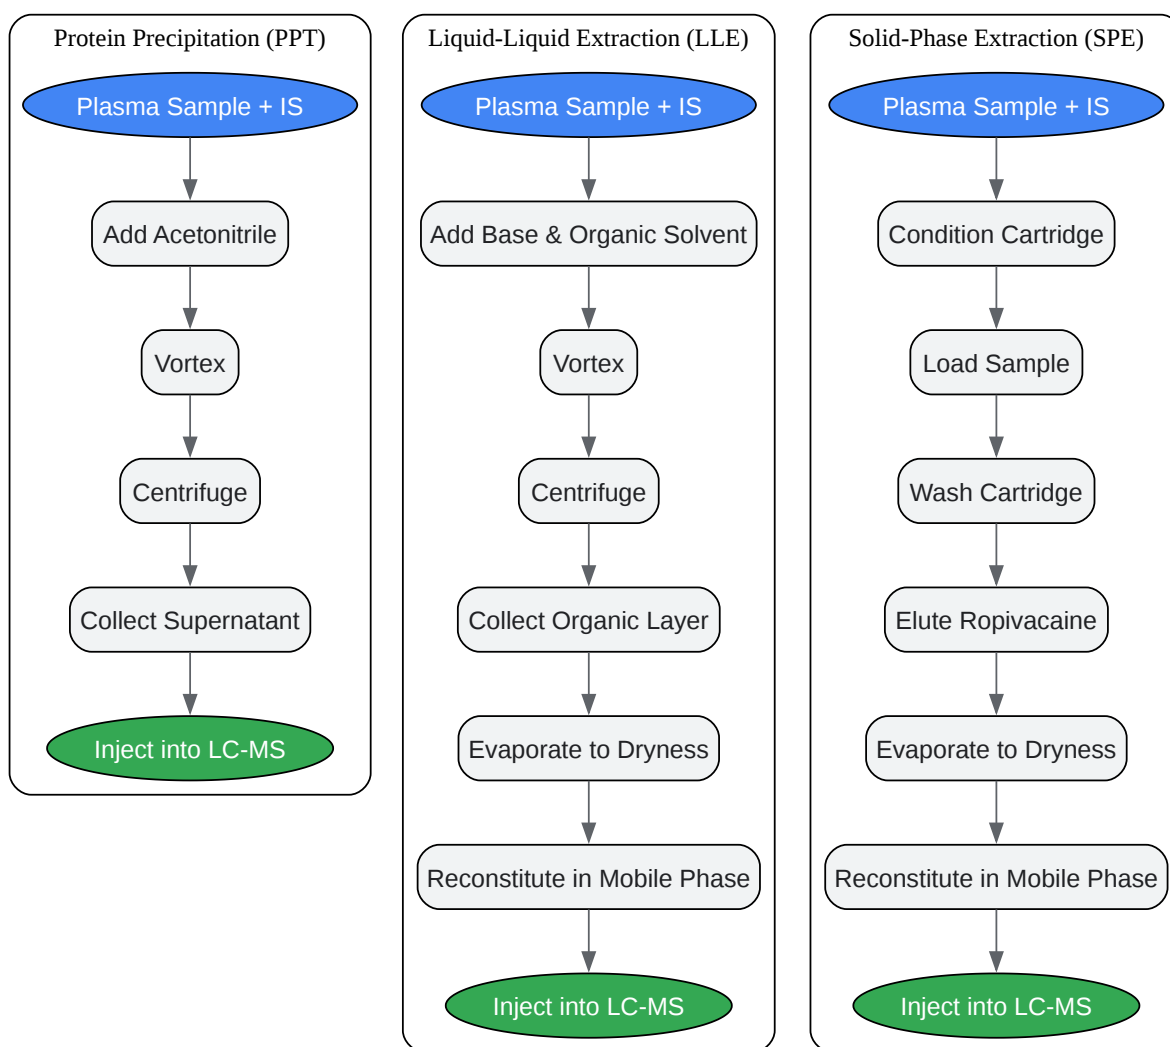 Protein Precipitation (PPT)
Plasma Sample + IS
Add Acetonitrile
Vortex
Centrifuge
Collect Supernatant
Inject into LC-MS
Liquid-Liquid Extraction (LLE)
Plasma Sample + IS
Add Base & Organic Solvent
Vortex
Centrifuge
Collect Organic Layer
Evaporate to Dryness
Reconstitute in Mobile Phase
Inject into LC-MS
Solid-Phase Extraction (SPE)
Plasma Sample + IS
Condition Cartridge
Load Sample
Wash Cartridge
Elute Ropivacaine
Evaporate to Dryness
Reconstitute in Mobile Phase
Inject into LC-MS